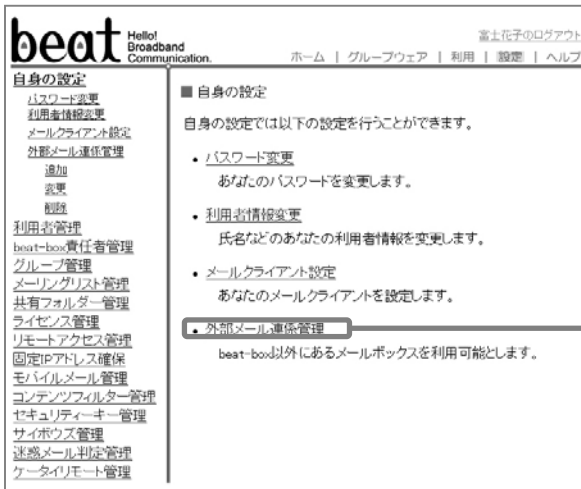 beat Hello!
Broadband
Communication.
富士花子のログアウト
ホーム | グループウェア | 利用 | 設定 | ヘルプ
自身の設定
パスワード変更
利用者情報変更
メールクライアント設定
外部メール連係管理
追加
変更
削除
利用者管理
beat-box責任者管理
グループ管理
メーリングリスト管理
共有フォルダー管理
ライセンス管理
リモートアクセス管理
固定IPアドレス確保
モバイルメール管理
コンテンツフィルター管理
セキュリティーキー管理
サイボウズ管理
迷惑メール判定管理
ケータイリモート管理
■ 自身の設定
自身の設定では以下の設定を行うことができます。
• パスワード変更
あなたのパスワードを変更します。
• 利用者情報変更
氏名などのあなたの利用者情報を変更します。
• メールクライアント設定
あなたのメールクライアントを設定します。
• 外部メール連係管理
beat-box以外にあるメールボックスを利用可能とします。